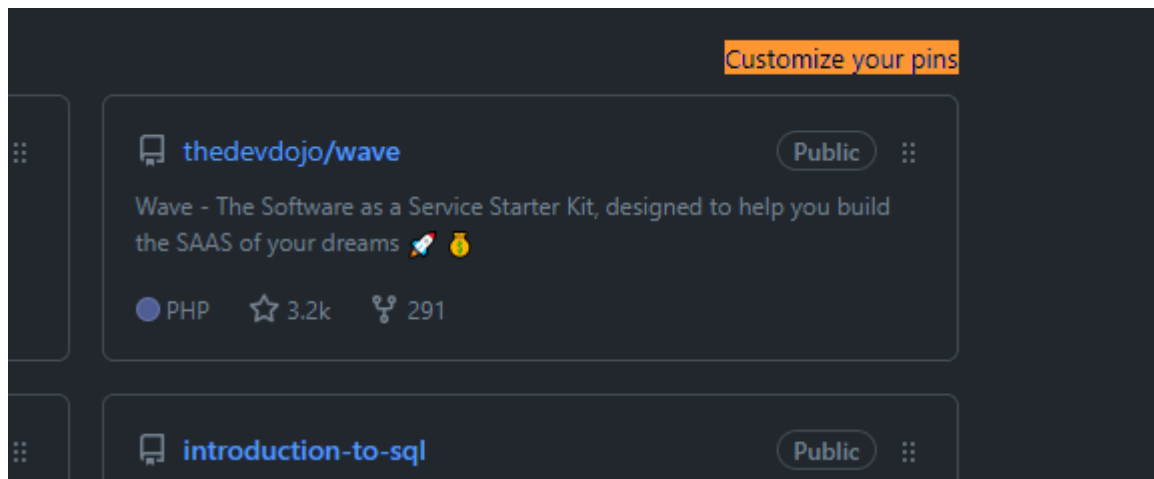 Customize your pins
thedevdojo/wave
Public
Wave - The Software as a Service Starter Kit, designed to help you build
the SAAS of your dreams 🚀 💰
PHP 3.2k 291
introduction-to-sql
Public